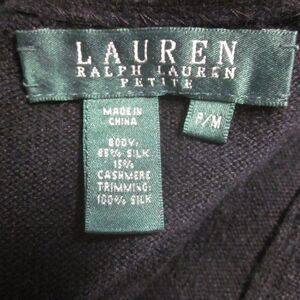 LAUREN
RALPH LAUREN
PETITE
P/M
MADE IN
CHINA
BODY:
85% SILK
15%
CASHMERE
TRIMMING:
100% SILK